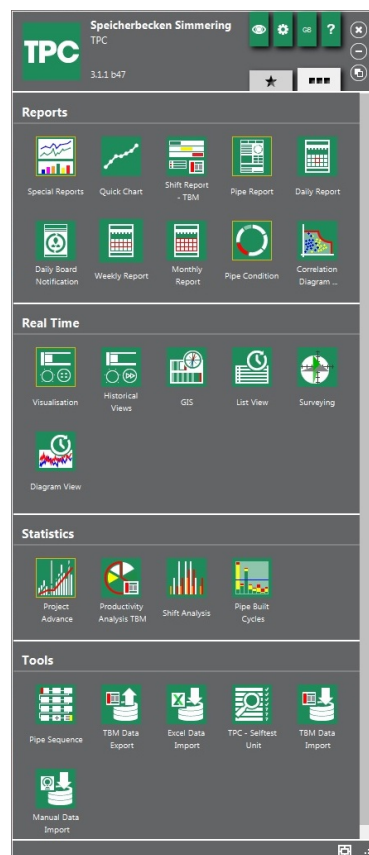 Speicherbecken Simmering
TPC
TPC
3.1.1 b47
GB
?
Reports
Special Reports
Quick Chart
Shift Report
- TBM
Pipe Report
Daily Report
Daily Board
Notification
Weekly Report
Monthly
Report
Pipe Condition
Correlation
Diagram ...
Real Time
Visualisation
Historical
Views
GIS
List View
Surveying
Diagram View
Statistics
Project
Advance
Productivity
Analysis TBM
Shift Analysis
Pipe Built
Cycles
Tools
Pipe Sequence
TBM Data
Export
Excel Data
Import
TPC - Selftest
Unit
TBM Data
Import
Manual Data
Import